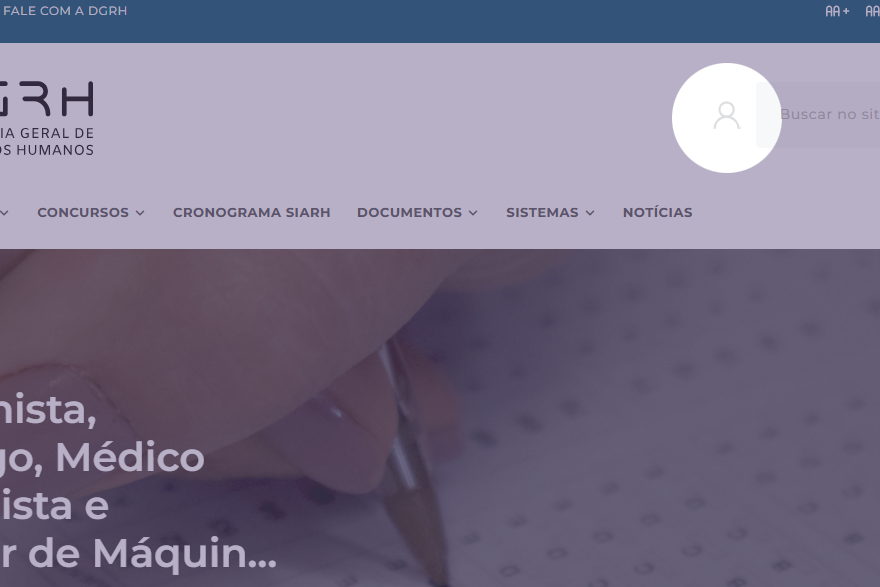 FALE COM A DGRH
AA+ AA
GRH
IA GERAL DE
OS HUMANOS
Buscar no sit
CONCURSOS CRONOGRAMA SIARH DOCUMENTOS SISTEMAS NOTÍCIAS
nista,
go, Médico
ista e
r de Máquin...